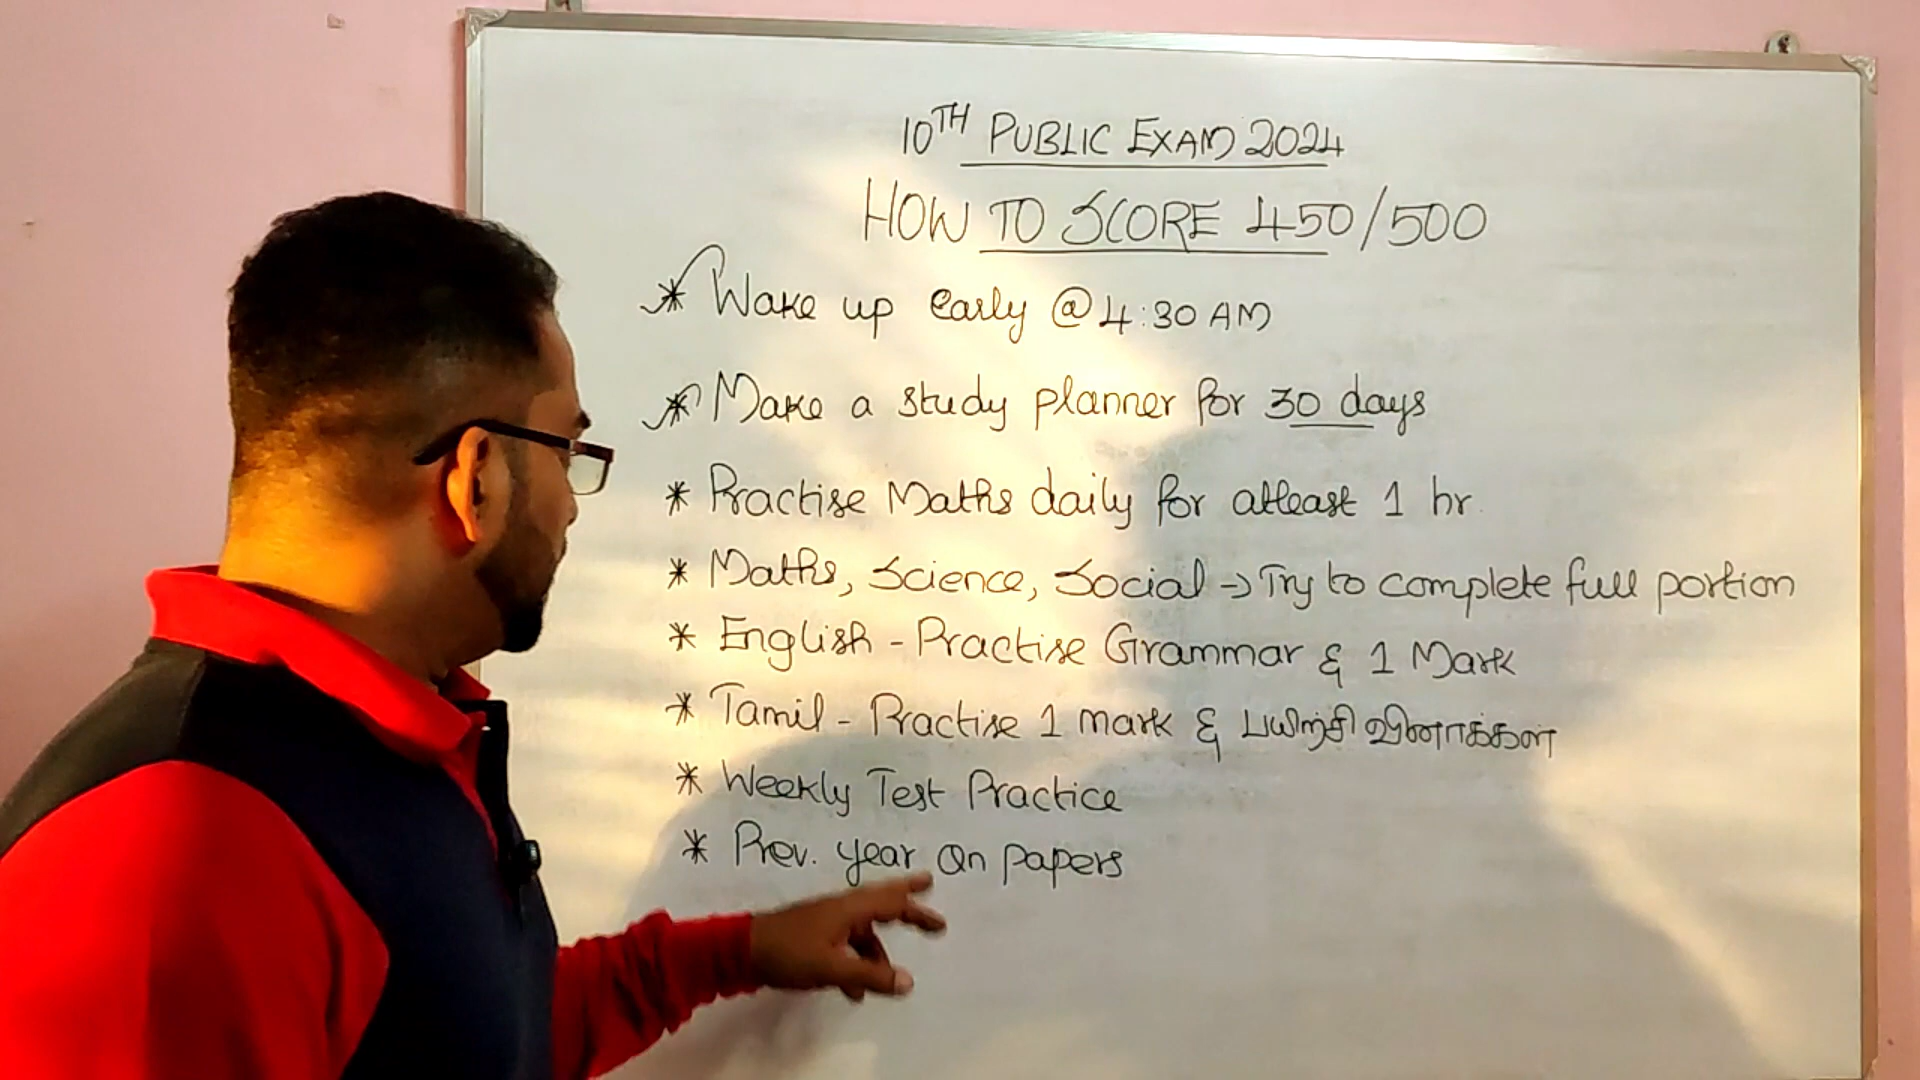 10TH PUBLIC EXAM 2024
HOW TO SCORE 450/500
* Wake up early @ 4:30 AM
* Make a study planner for 30 days
* Practise Maths daily for atleast 1 hr.
* Maths, Science, Social → Try to complete full portion
* English - Practise Grammar & 1 Mark
* Tamil - Practise 1 mark & பயிற்சி வினாக்கள்
* Weekly Test Practice
* Prev. year Qn papers